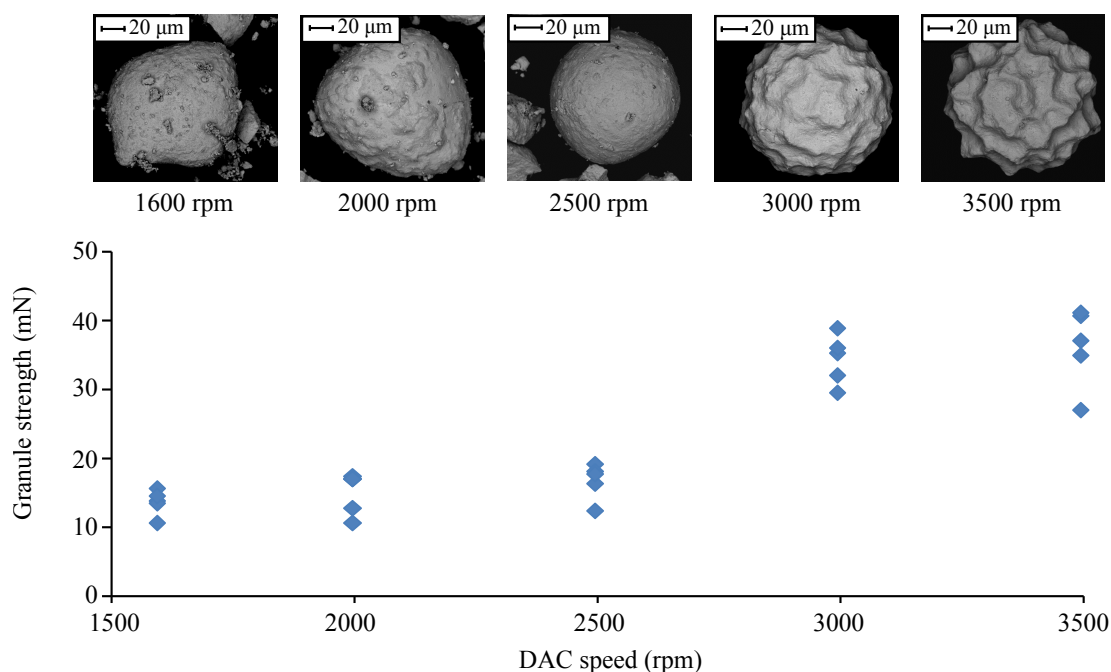 20 μm 20 μm 20 μm 20 μm 20 μm
1600 rpm 2000 rpm 2500 rpm 3000 rpm 3500 rpm
50
40
30
20
10
0
Granule strength (mN)
1500 2000 2500 3000 3500
DAC speed (rpm)